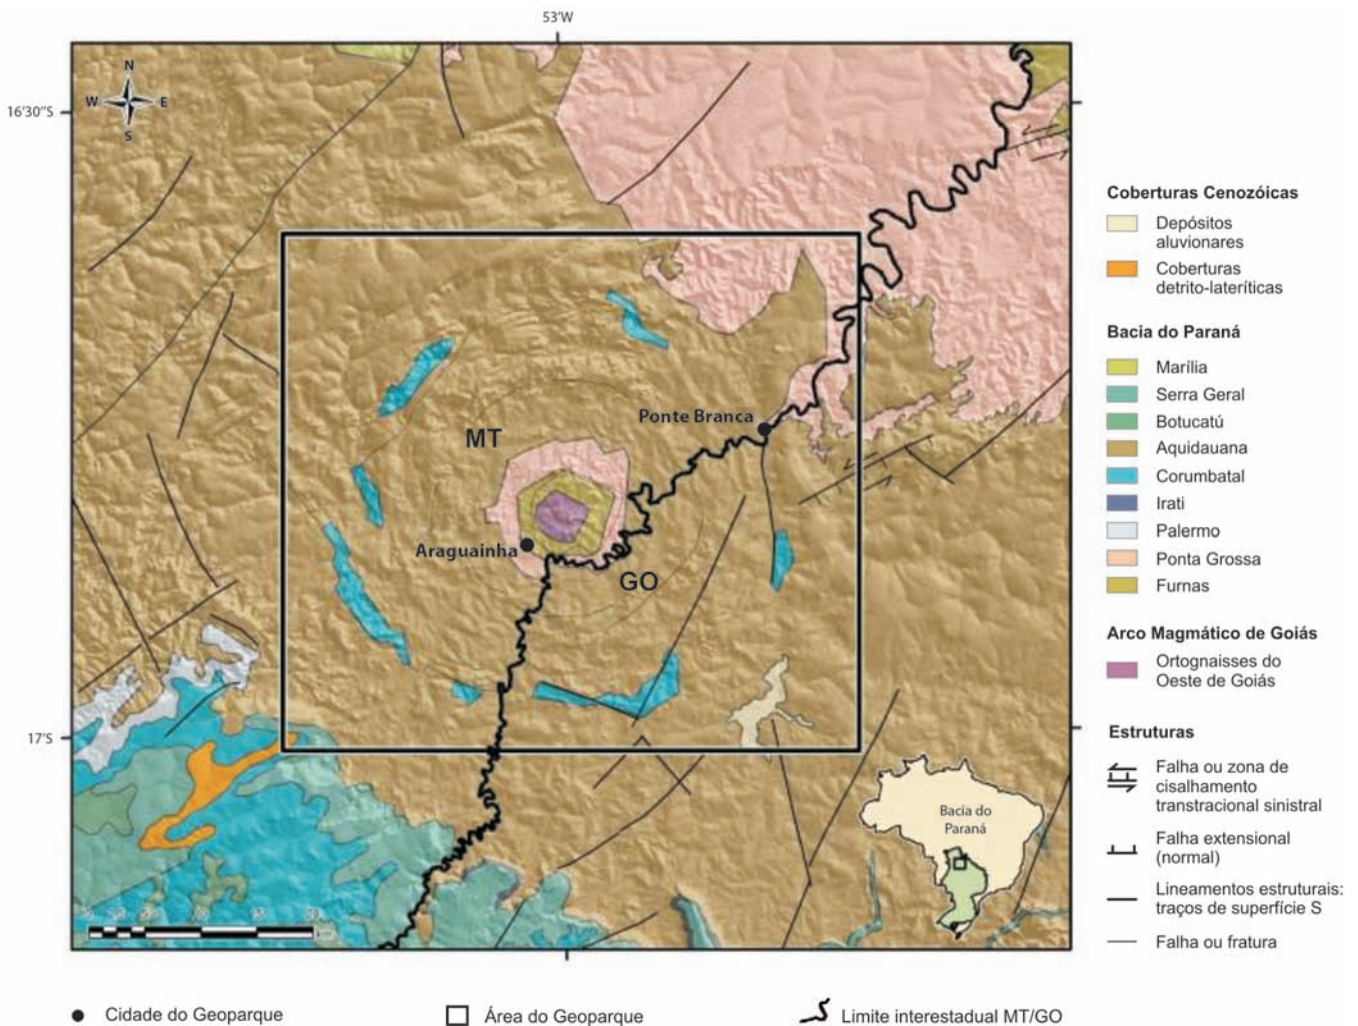 53'W
16'30"S
N
W E
S
Ponte Branca
MT
Araguainha
GO
17'S
Bacia do
Paraná
km
Coberturas Cenozóicas
Depósitos
aluvionares
Coberturas
detrito-lateríticas
Bacia do Paraná
Marília
Serra Geral
Botucatú
Aquidauana
Corumbatal
Irati
Palermo
Ponta Grossa
Furnas
Arco Magmático de Goiás
Ortognaisses do
Oeste de Goiás
Estruturas
Falha ou zona de
cisalhamento
transtracional sinistral
Falha extensional
(normal)
Lineamentos estruturais:
traços de superfície S
Falha ou fratura
Cidade do Geoparque
Área do Geoparque
Limite interestadual MT/GO